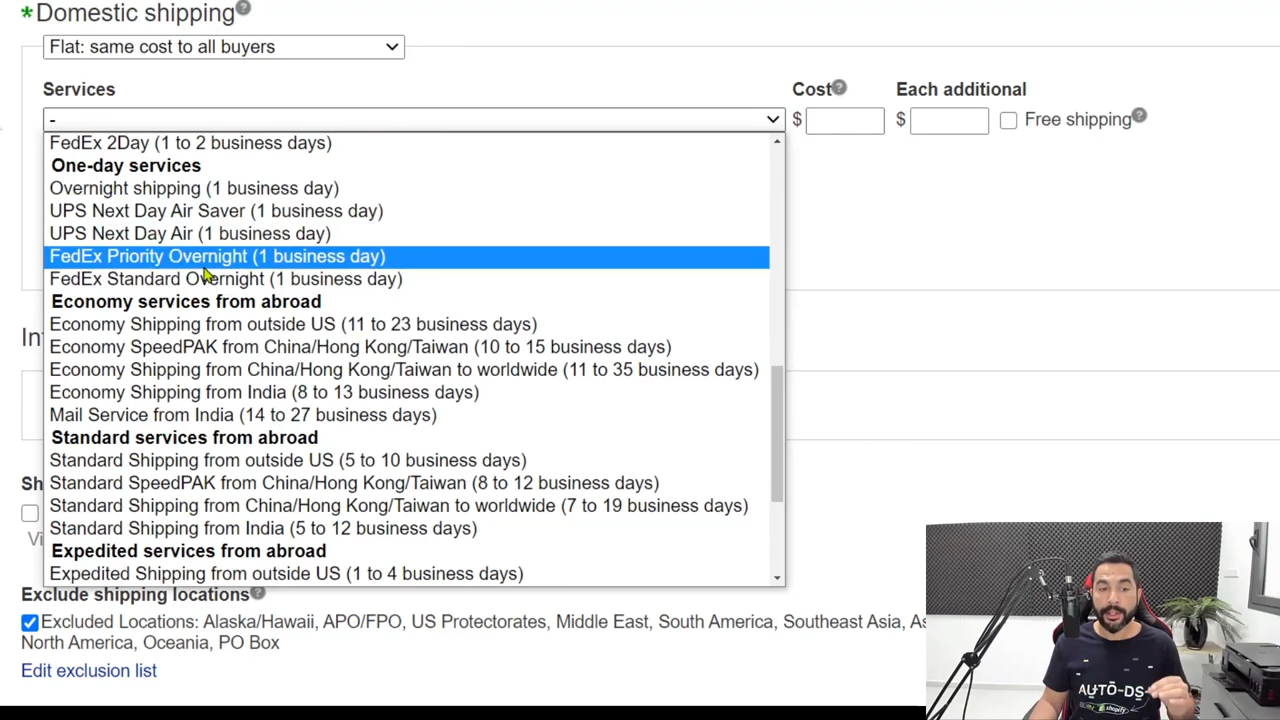 *Domestic shipping?
Flat: same cost to all buyers
Services
Cost?
Each additional
-
$
$
Free shipping?
FedEx 2Day (1 to 2 business days)
One-day services
Overnight shipping (1 business day)
UPS Next Day Air Saver (1 business day)
UPS Next Day Air (1 business day)
FedEx Priority Overnight (1 business day)
FedEx Standard Overnight (1 business day)
Economy services from abroad
Economy Shipping from outside US (11 to 23 business days)
Economy SpeedPAK from China/Hong Kong/Taiwan (10 to 15 business days)
Economy Shipping from China/Hong Kong/Taiwan to worldwide (11 to 35 business days)
Economy Shipping from India (8 to 13 business days)
Mail Service from India (14 to 27 business days)
Standard services from abroad
Standard Shipping from outside US (5 to 10 business days)
Standard SpeedPAK from China/Hong Kong/Taiwan (8 to 12 business days)
Standard Shipping from China/Hong Kong/Taiwan to worldwide (7 to 19 business days)
Standard Shipping from India (5 to 12 business days)
Expedited services from abroad
Expedited Shipping from outside US (1 to 4 business days)
Exclude shipping locations?
Excluded Locations: Alaska/Hawaii, APO/FPO, US Protectorates, Middle East, South America, Southeast Asia,
North America, Oceania, PO Box
Edit exclusion list
AUTO-DS
shopify